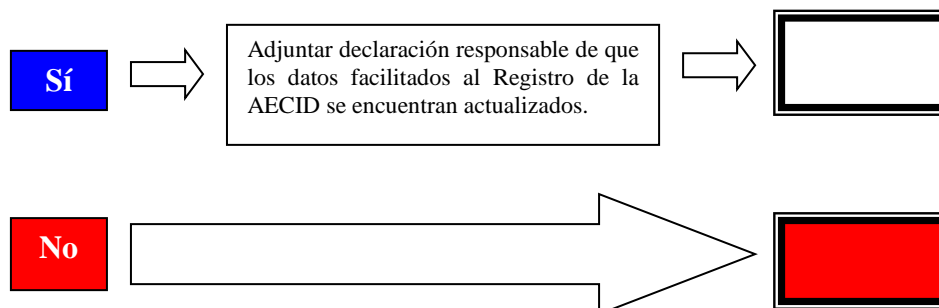 Sí
Adjuntar declaración responsable de que
los datos facilitados al Registro de la
AECID se encuentran actualizados.
No